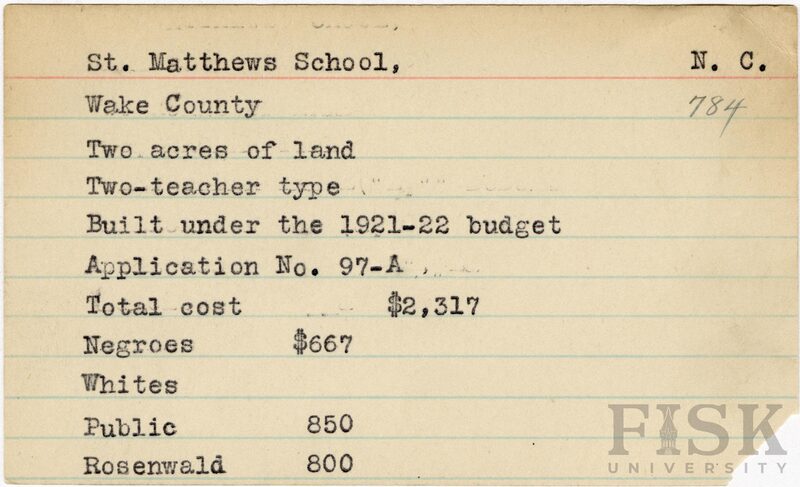 St. Matthews School, N. C.
Wake County 784
Two acres of land
Two-teacher type
Built under the 1921-22 budget
Application No. 97-A
Total cost $2,317
Negroes $667
Whites
Public 850
Rosenwald 800
FISK
UNIVERSITY